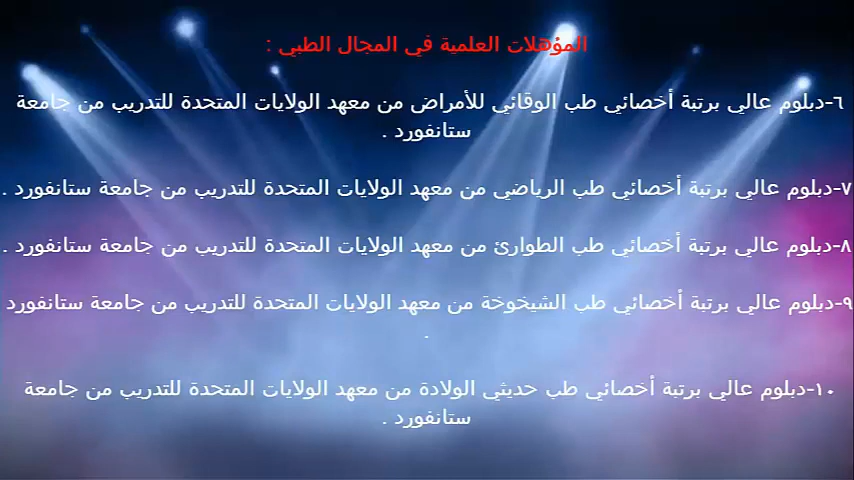 المؤهلات العلمية في المجال الطبي :
٦-دبلوم عالي برتبة أخصائي طب الوقائي للأمراض من معهد الولايات المتحدة للتدريب من جامعة
ستانفورد .
٧-دبلوم عالي برتبة أخصائي طب الرياضي من معهد الولايات المتحدة للتدريب من جامعة ستانفورد .
٨-دبلوم عالي برتبة أخصائي طب الطوارئ من معهد الولايات المتحدة للتدريب من جامعة ستانفورد .
٩-دبلوم عالي برتبة أخصائي طب الشيخوخة من معهد الولايات المتحدة للتدريب من جامعة ستانفورد
.
١٠-دبلوم عالي برتبة أخصائي طب حديثي الولادة من معهد الولايات المتحدة للتدريب من جامعة
ستانفورد .